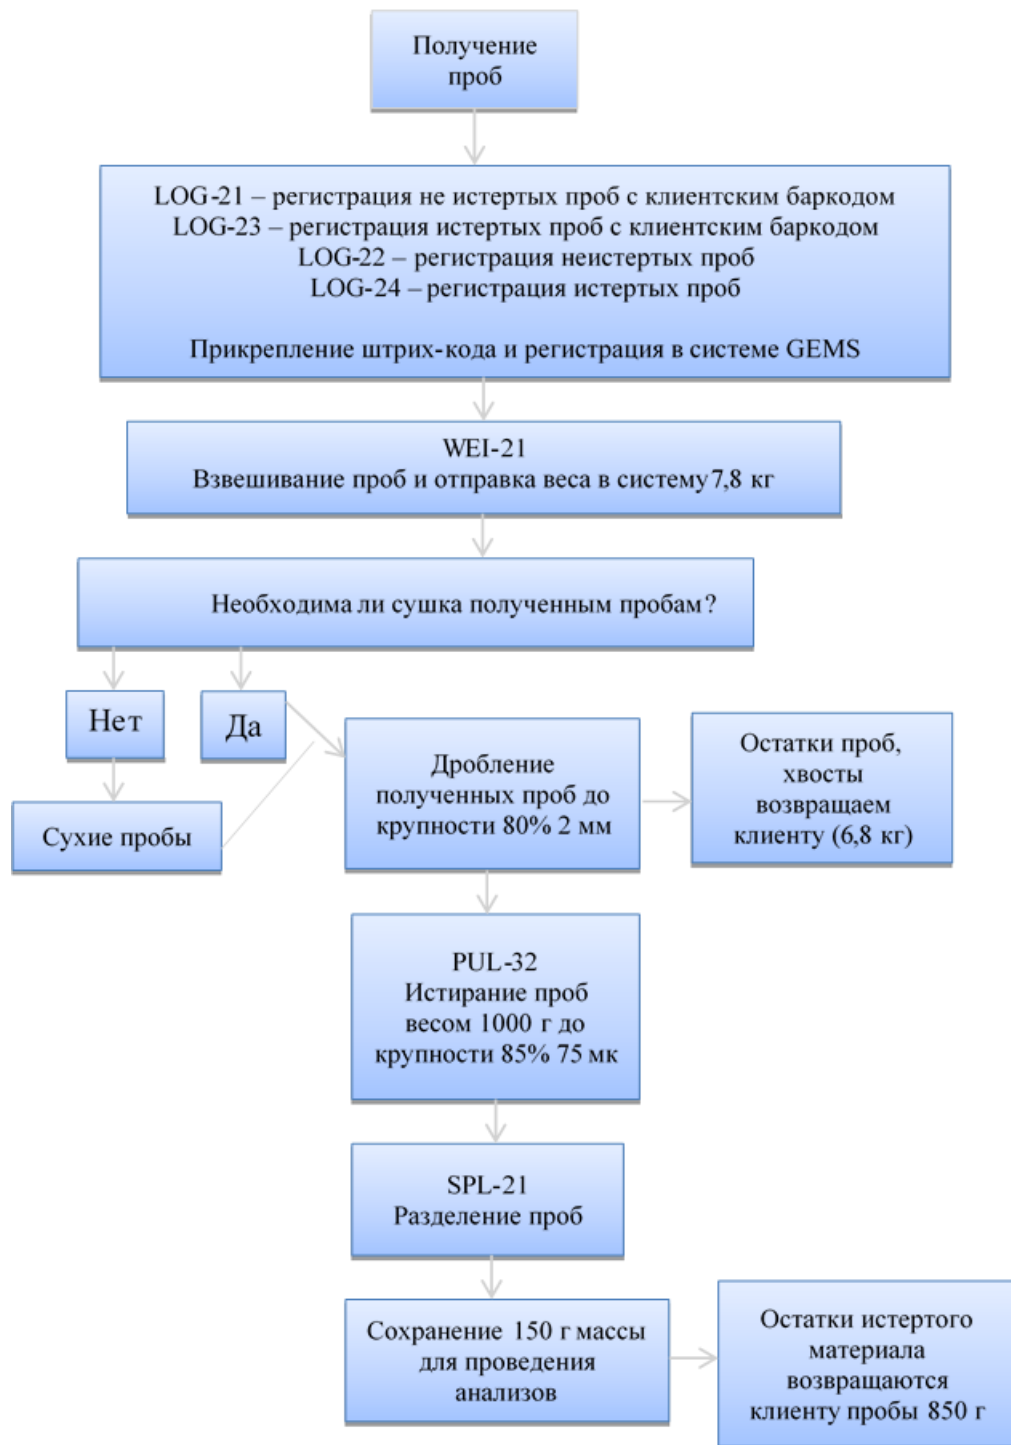 Получение
проб
LOG-21 – регистрация не истертых проб с клиентским баркодом
LOG-23 – регистрация истертых проб с клиентским баркодом
LOG-22 – регистрация неистертых проб
LOG-24 – регистрация истертых проб
Прикрепление штрих-кода и регистрация в системе GEMS
WEI-21
Взвешивание проб и отправка веса в систему 7,8 кг
Необходима ли сушка полученным пробам?
Нет
Да
Сухие пробы
Дробление
полученных проб до
крупности 80% 2 мм
Остатки проб,
хвосты
возвращаем
клиенту (6,8 кг)
PUL-32
Истирание проб
весом 1000 г до
крупности 85% 75 мк
SPL-21
Разделение проб
Сохранение 150 г массы
для проведения
анализов
Остатки истертого
материала
возвращаются
клиенту пробы 850 г